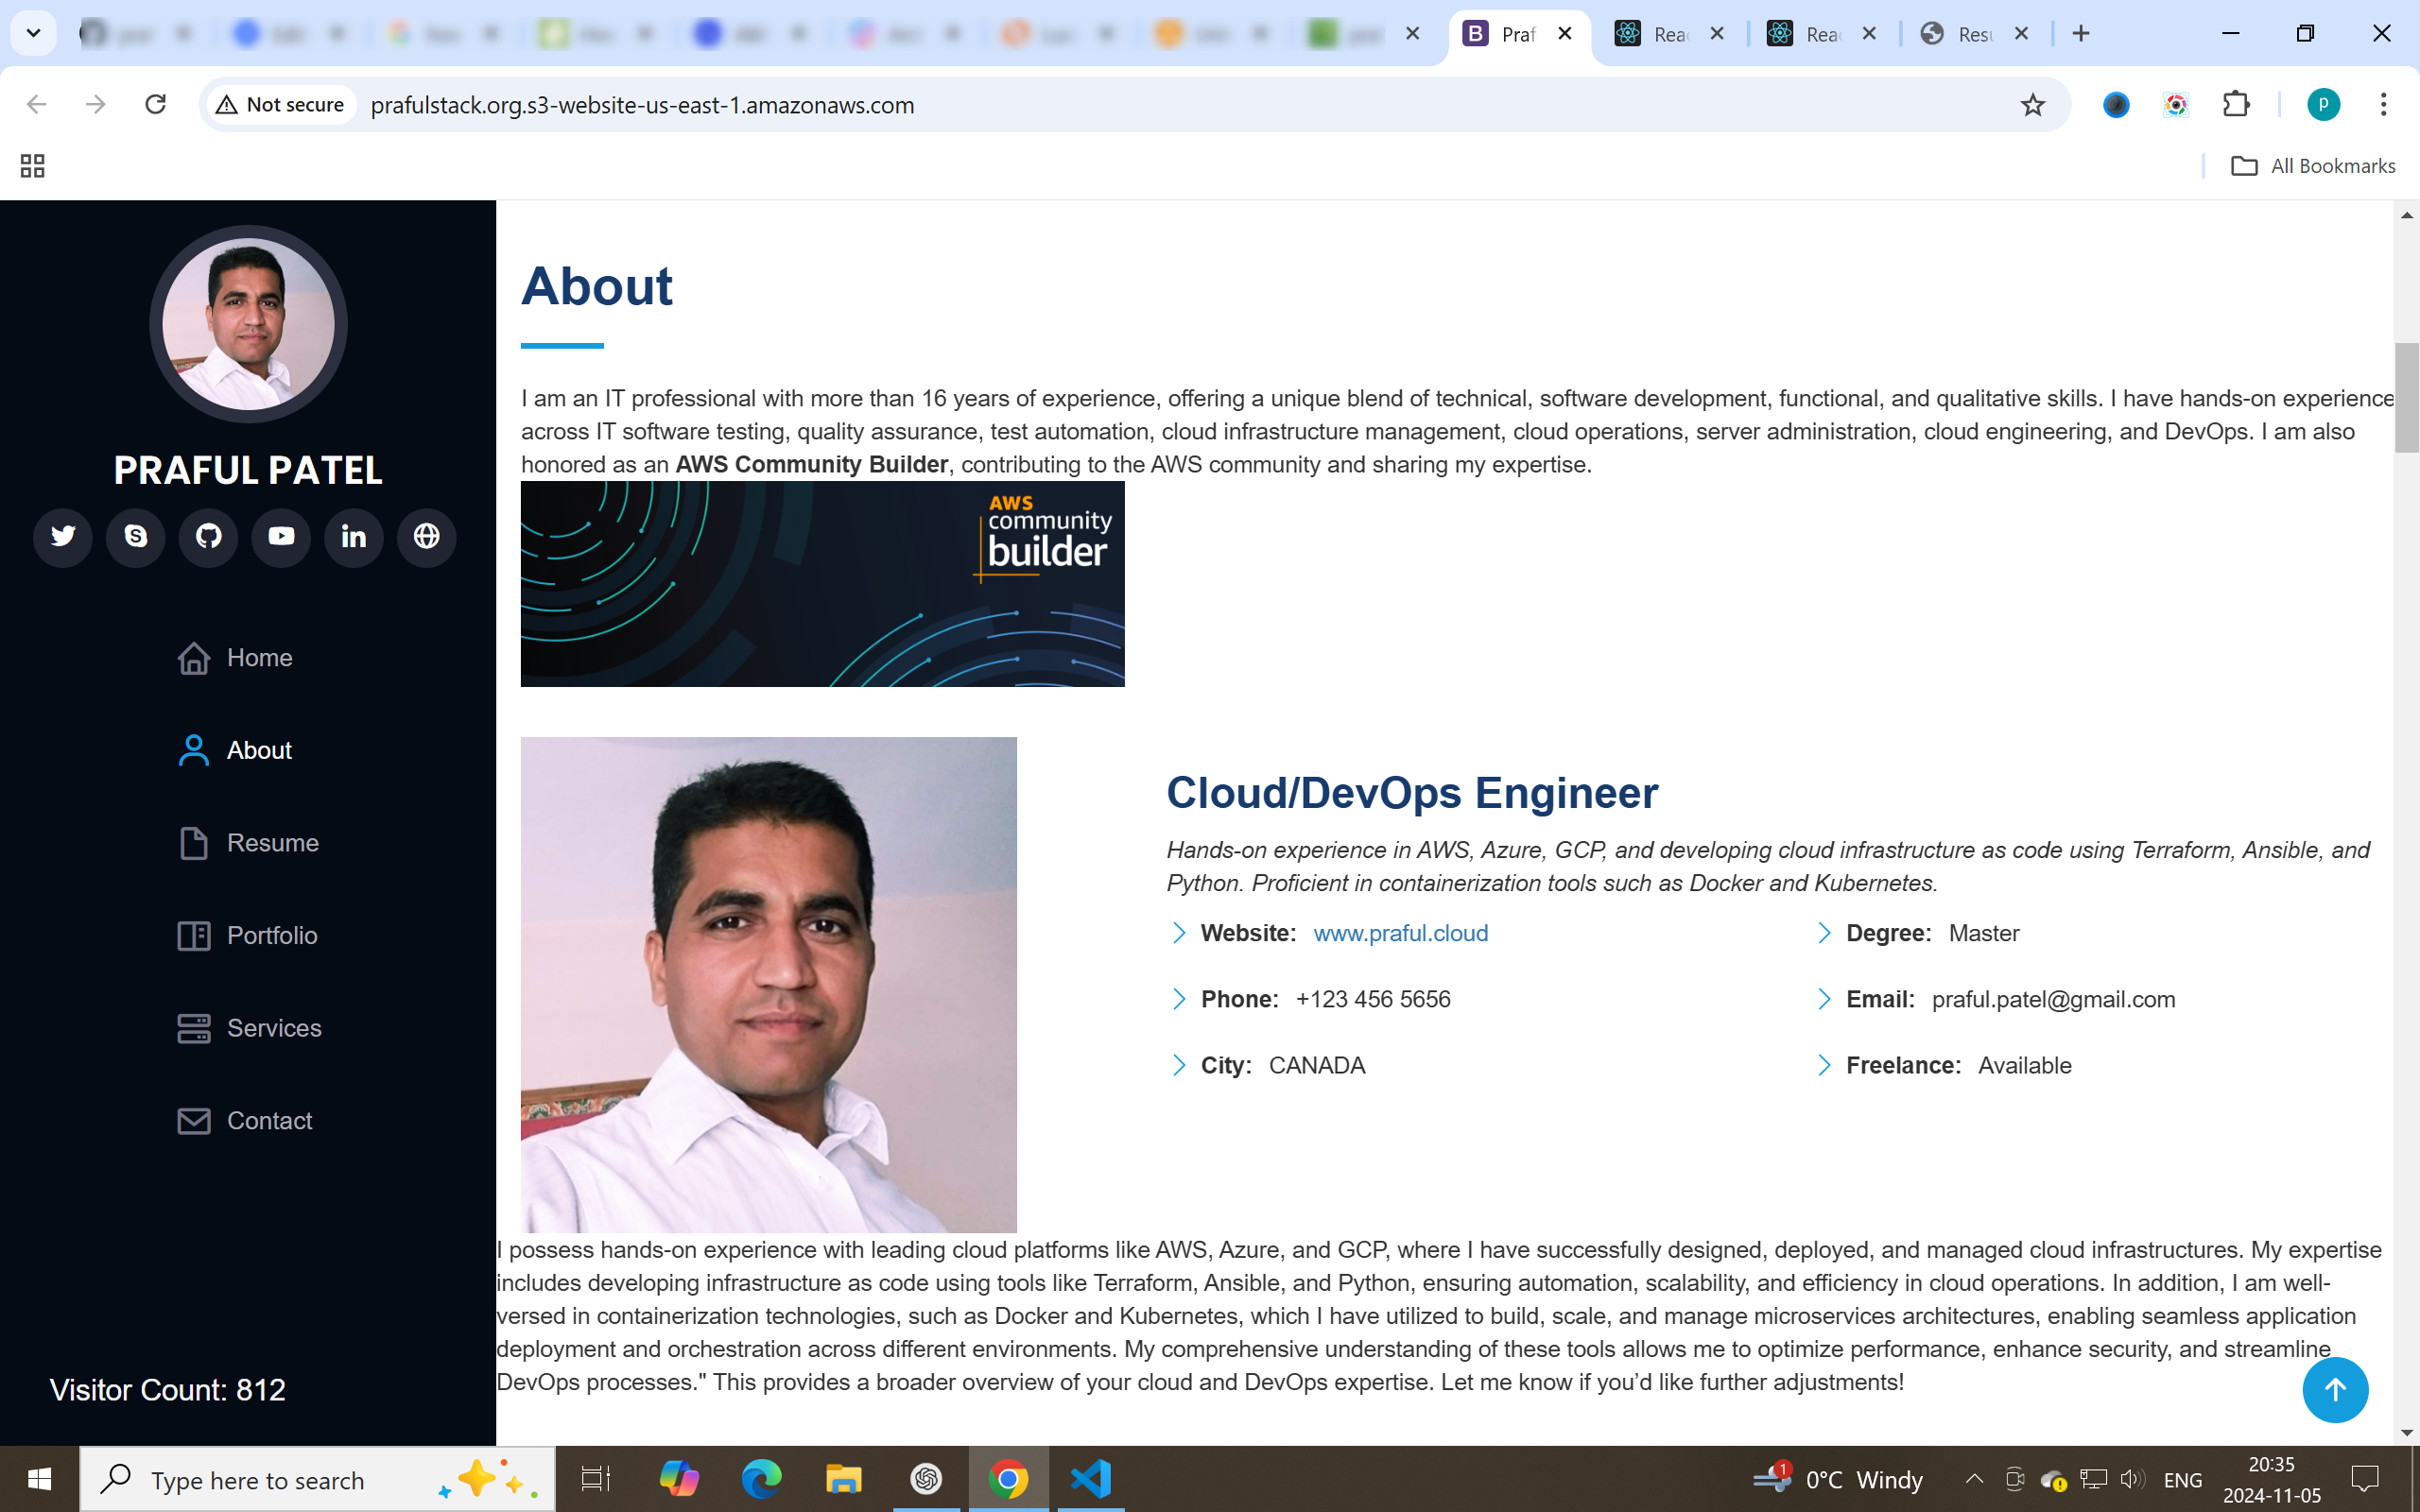 Praf
Rea
Rea
Resu
Not secure
prafulstack.org.s3-website-us-east-1.amazonaws.com
p
All Bookmarks
PRAFUL PATEL
Home
About
Resume
Portfolio
Services
Contact
Visitor Count: 812
About
I am an IT professional with more than 16 years of experience, offering a unique blend of technical, software development, functional, and qualitative skills. I have hands-on experience
across IT software testing, quality assurance, test automation, cloud infrastructure management, cloud operations, server administration, cloud engineering, and DevOps. I am also
honored as an AWS Community Builder, contributing to the AWS community and sharing my expertise.
AWS
community
builder
Cloud/DevOps Engineer
Hands-on experience in AWS, Azure, GCP, and developing cloud infrastructure as code using Terraform, Ansible, and
Python. Proficient in containerization tools such as Docker and Kubernetes.
Website: www.praful.cloud
Degree: Master
Phone: +123 456 5656
Email: praful.patel@gmail.com
City: CANADA
Freelance: Available
I possess hands-on experience with leading cloud platforms like AWS, Azure, and GCP, where I have successfully designed, deployed, and managed cloud infrastructures. My expertise
includes developing infrastructure as code using tools like Terraform, Ansible, and Python, ensuring automation, scalability, and efficiency in cloud operations. In addition, I am well-
versed in containerization technologies, such as Docker and Kubernetes, which I have utilized to build, scale, and manage microservices architectures, enabling seamless application
deployment and orchestration across different environments. My comprehensive understanding of these tools allows me to optimize performance, enhance security, and streamline
DevOps processes." This provides a broader overview of your cloud and DevOps expertise. Let me know if you’d like further adjustments!
Type here to search
1
0°C Windy
ENG
20:35
2024-11-05